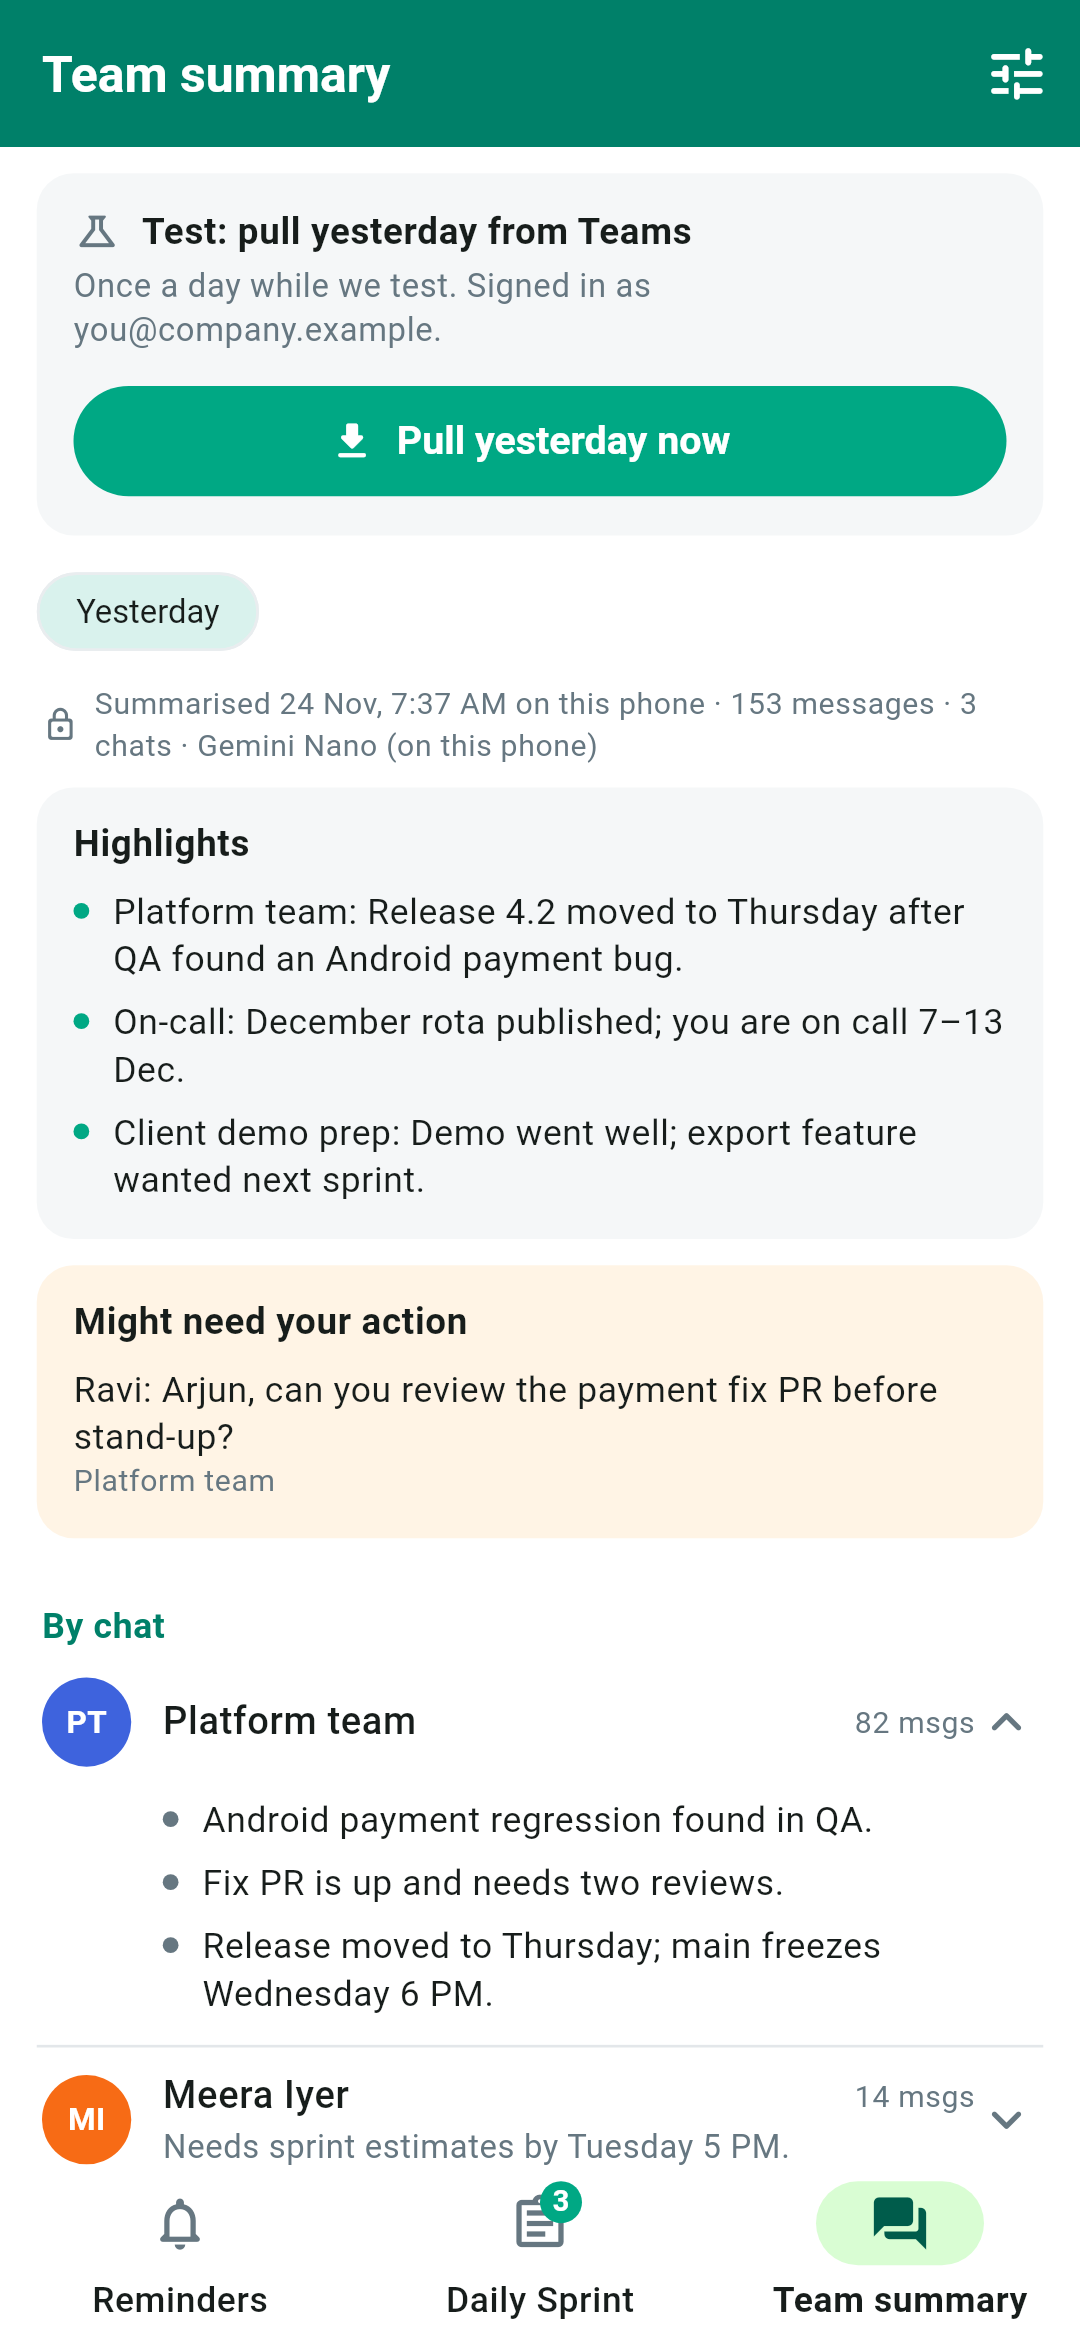 Team summary
Test: pull yesterday from Teams
Once a day while we test. Signed in as
you@company.example.
Pull yesterday now
Yesterday
Summarised 24 Nov, 7:37 AM on this phone · 153 messages · 3
chats · Gemini Nano (on this phone)
Highlights
Platform team: Release 4.2 moved to Thursday after
QA found an Android payment bug.
On-call: December rota published; you are on call 7–13
Dec.
Client demo prep: Demo went well; export feature
wanted next sprint.
Might need your action
Ravi: Arjun, can you review the payment fix PR before
stand-up?
Platform team
By chat
PT
Platform team
82 msgs
Android payment regression found in QA.
Fix PR is up and needs two reviews.
Release moved to Thursday; main freezes
Wednesday 6 PM.
MI
Meera Iyer
14 msgs
Needs sprint estimates by Tuesday 5 PM.
3
Reminders
Daily Sprint
Team summary